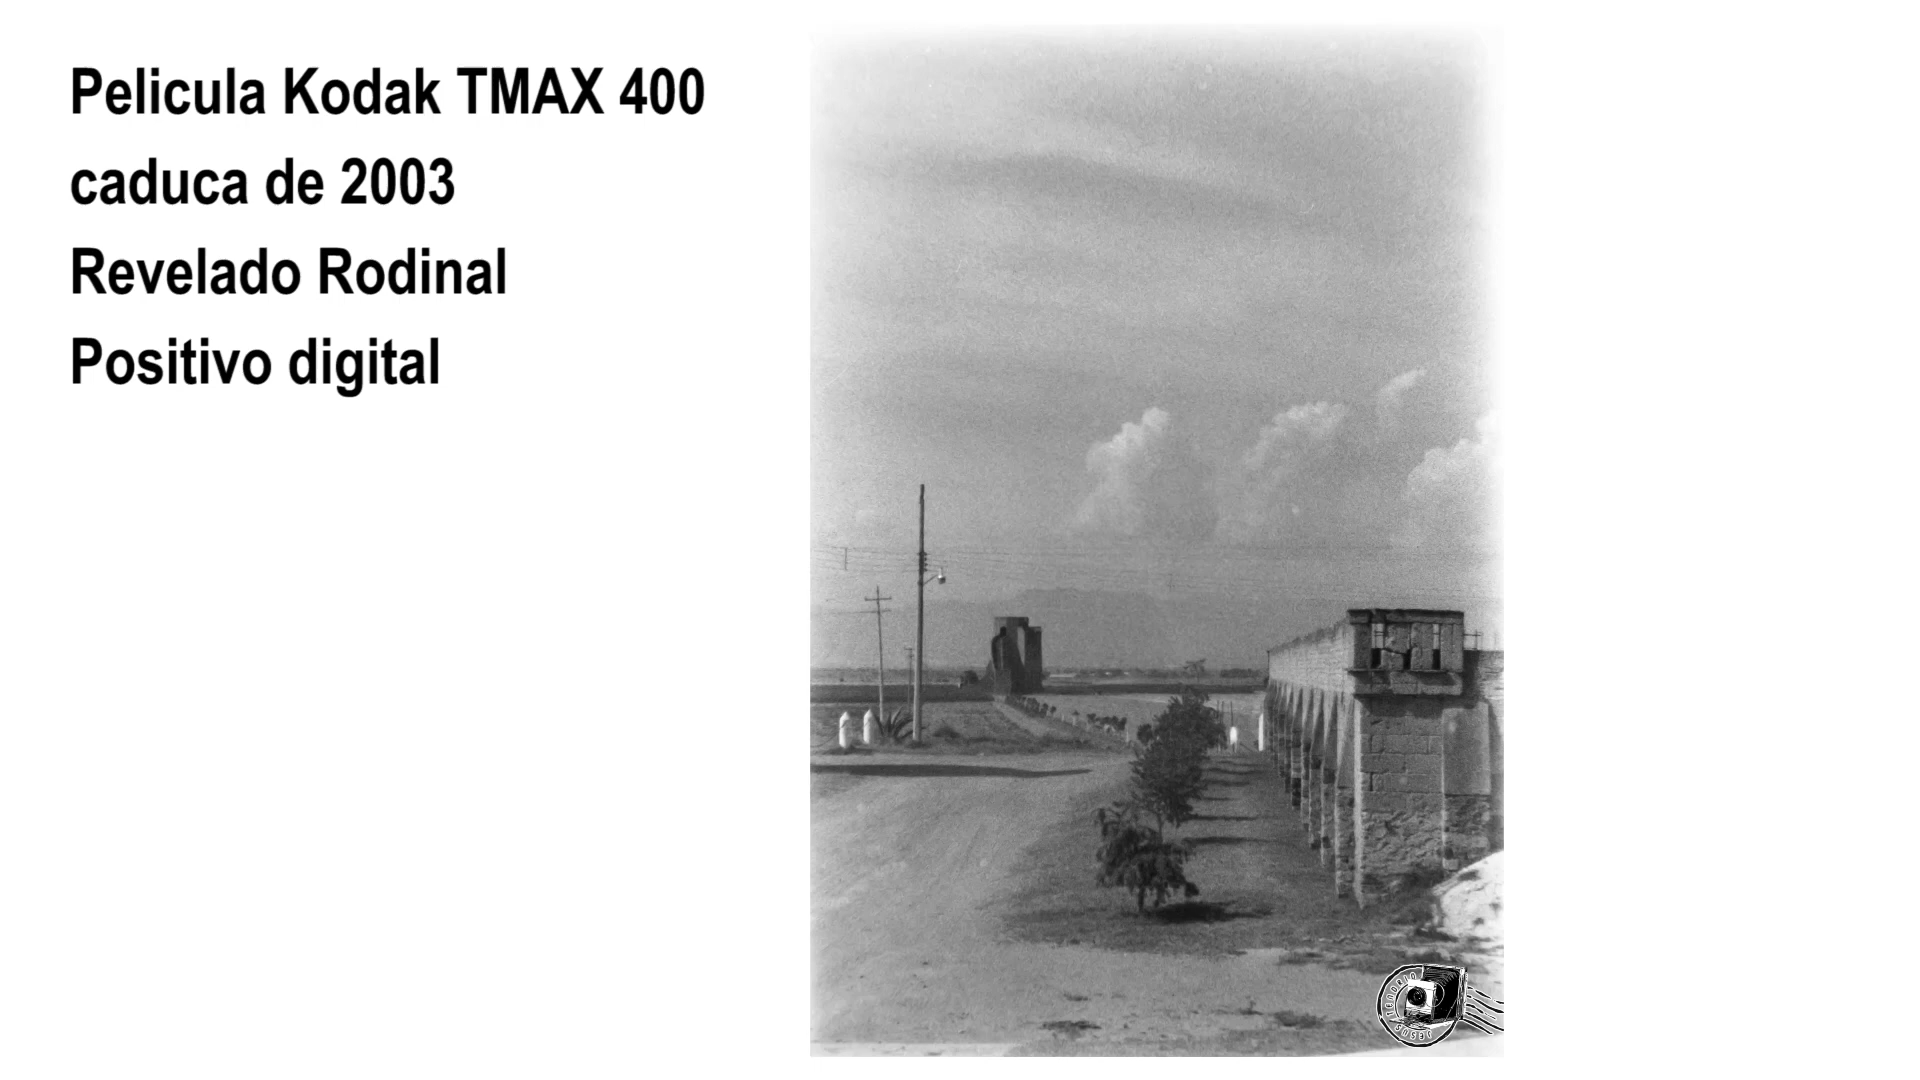 Pelicula Kodak TMAX 400
caduca de 2003
Revelado Rodinal
Positivo digital